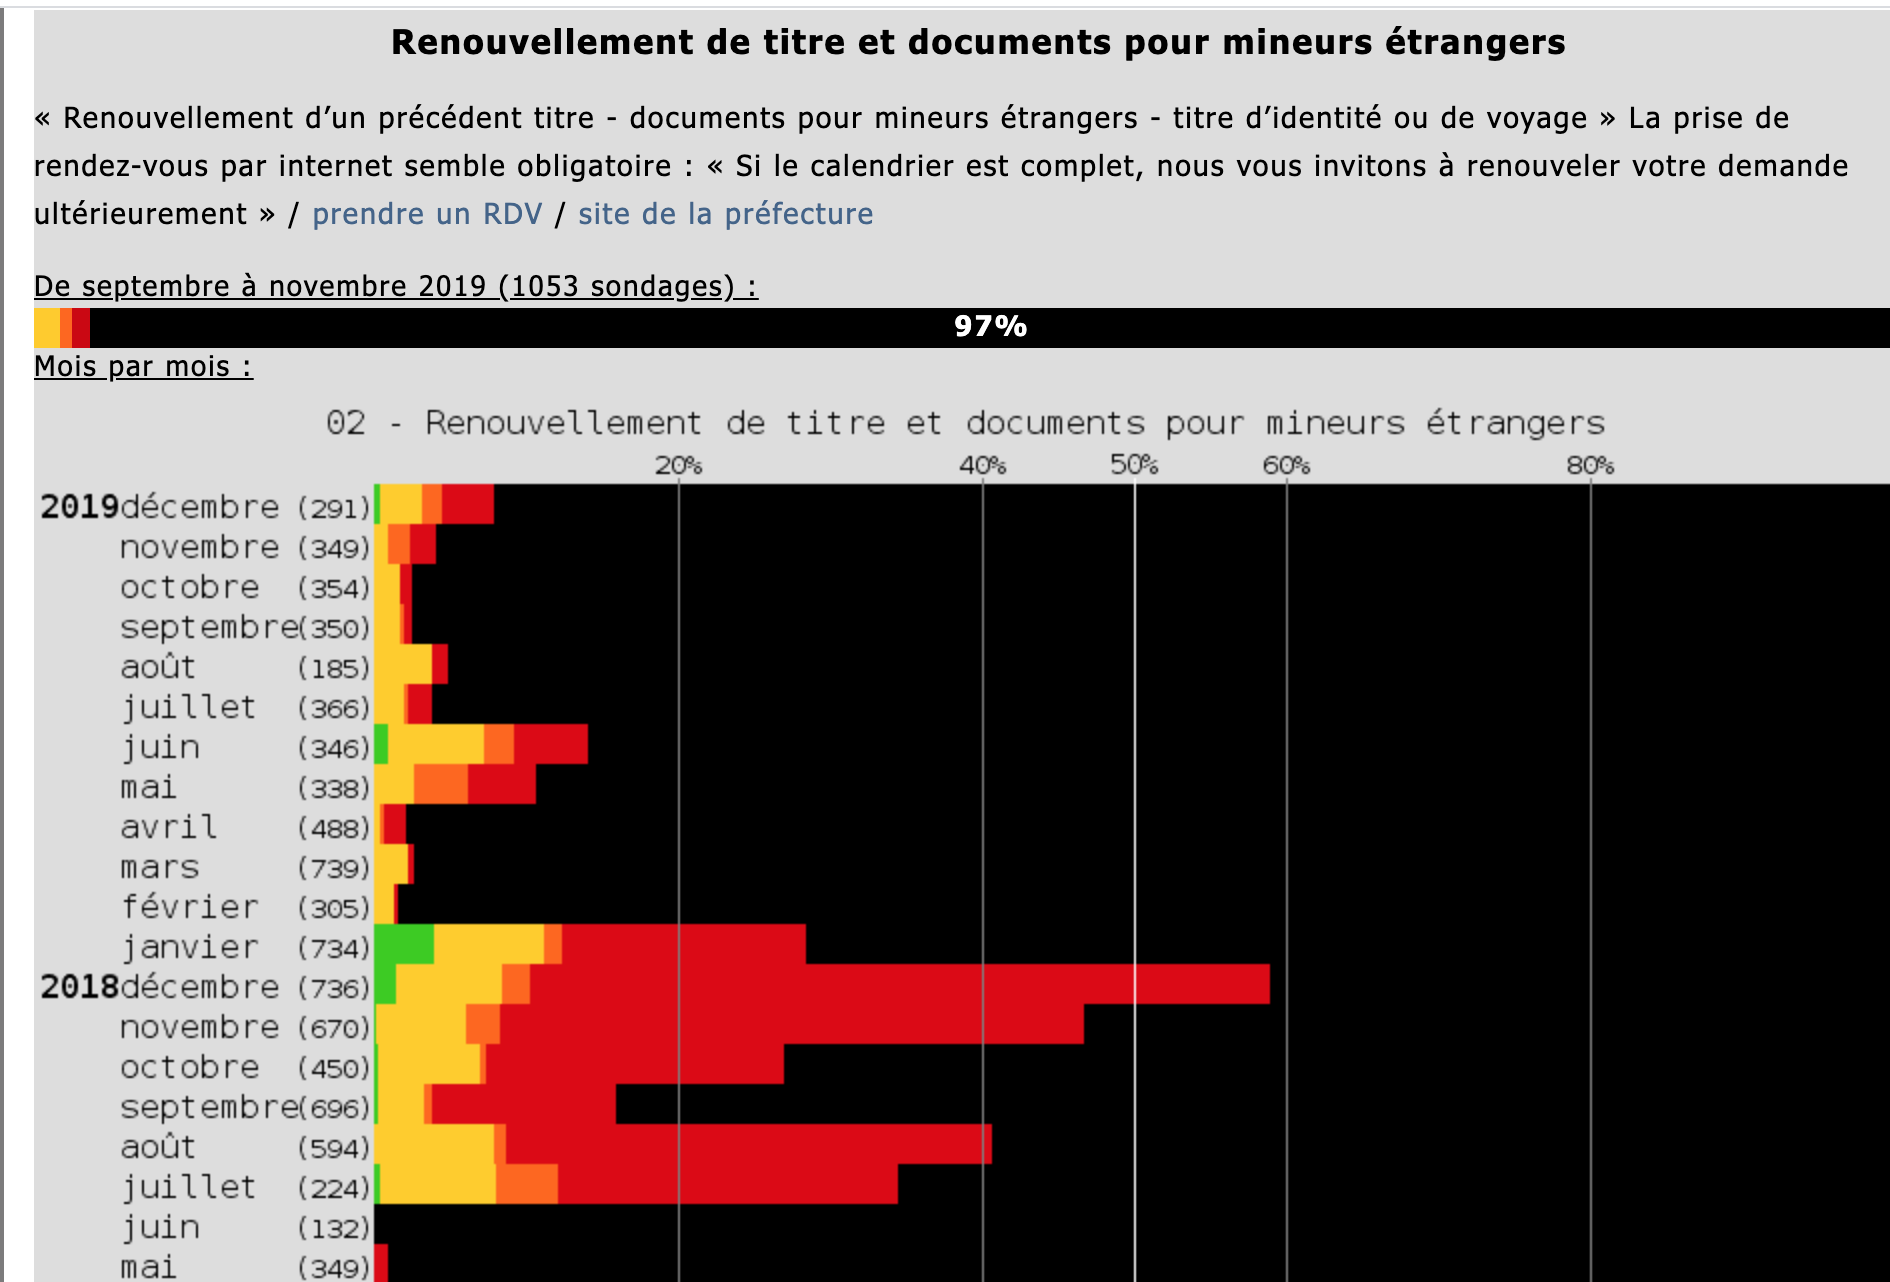 Renouvellement de titre et documents pour mineurs étrangers
« Renouvellement d’un précédent titre - documents pour mineurs étrangers - titre d’identité ou de voyage » La prise de
rendez-vous par internet semble obligatoire : « Si le calendrier est complet, nous vous invitons à renouveler votre demande
ultérieurement » / prendre un RDV / site de la préfecture
De septembre à novembre 2019 (1053 sondages) :
97%
Mois par mois :
02 - Renouvellement de titre et documents pour mineurs étrangers
20% 40% 50% 60% 80%
2019 décembre (291)
novembre (349)
octobre (354)
septembre (350)
août (185)
juillet (366)
juin (346)
mai (338)
avril (488)
mars (739)
février (305)
janvier (734)
2018 décembre (736)
novembre (670)
octobre (450)
septembre (696)
août (594)
juillet (224)
juin (132)
mai (349)